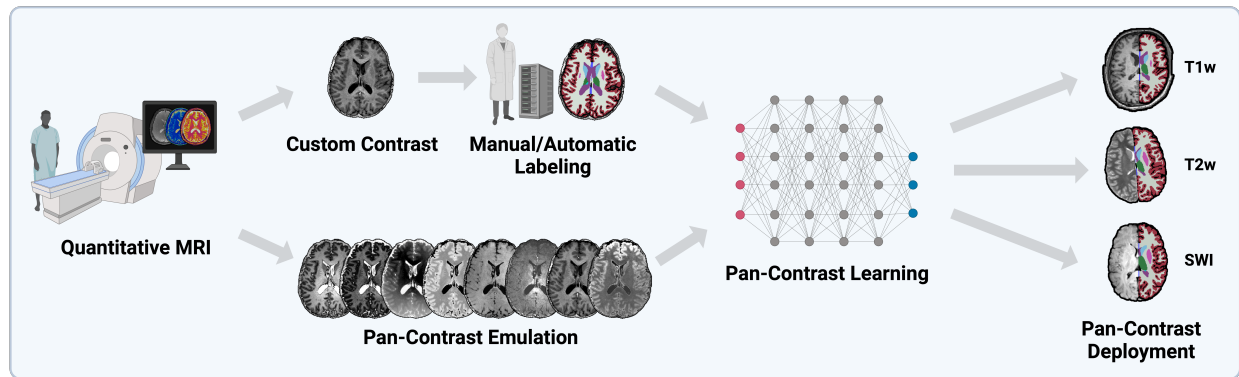 Quantitative MRI
Custom Contrast
Manual/Automatic
Labeling
Pan-Contrast Emulation
Pan-Contrast Learning
T1w
T2w
SWI
Pan-Contrast
Deployment